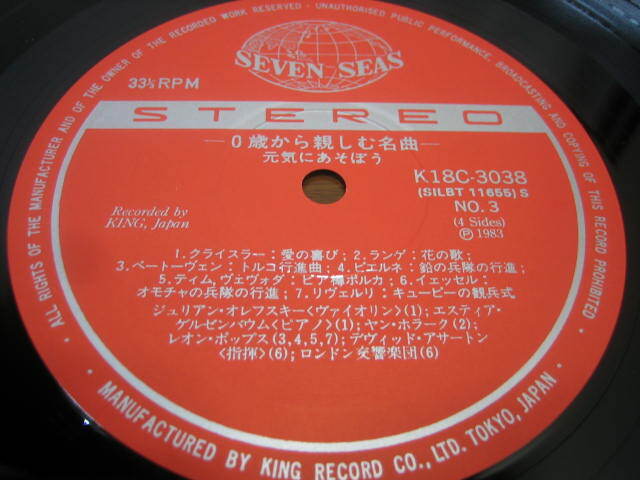 ALL RIGHTS OF THE MANUFACTURER AND OF THE OWNER OF THE RECORDED WORK RESERVED · UNAUTHORISED PUBLIC PERFORMANCE, BROADCASTING AND COPYING OF THIS RECORD PROHIBITED ·
SEVEN SEAS
33⅓RPM
STEREO
—0歳から親しむ名曲—
元気にあそぼう
K18C-3038
(SILBT 11655) S
NO. 3
(4 Sides)
Ⓟ1983
Recorded by
KING, Japan
1.クライスラー:愛の喜び;2.ランゲ:花の歌;
3.ベートーヴェン:トルコ行進曲;4.ピエルネ:鉛の兵隊の行進;
5.ティム,ヴェヴォダ:ビア樽ポルカ;6.イェッセル:
オモチャの兵隊の行進;7.リヴェルリ:キューピーの観兵式
ジュリアン・オレフスキー<ヴァイオリン>(1);エスティア・
ゲルゼンバウム<ピアノ>(1);ヤン・ホラーク(2);
レオン・ポップス(3,4,5,7);デヴィッド・アサートン
<指揮>(6);ロンドン交響楽団(6)
· MANUFACTURED BY KING RECORD CO., LTD. TOKYO, JAPAN ·